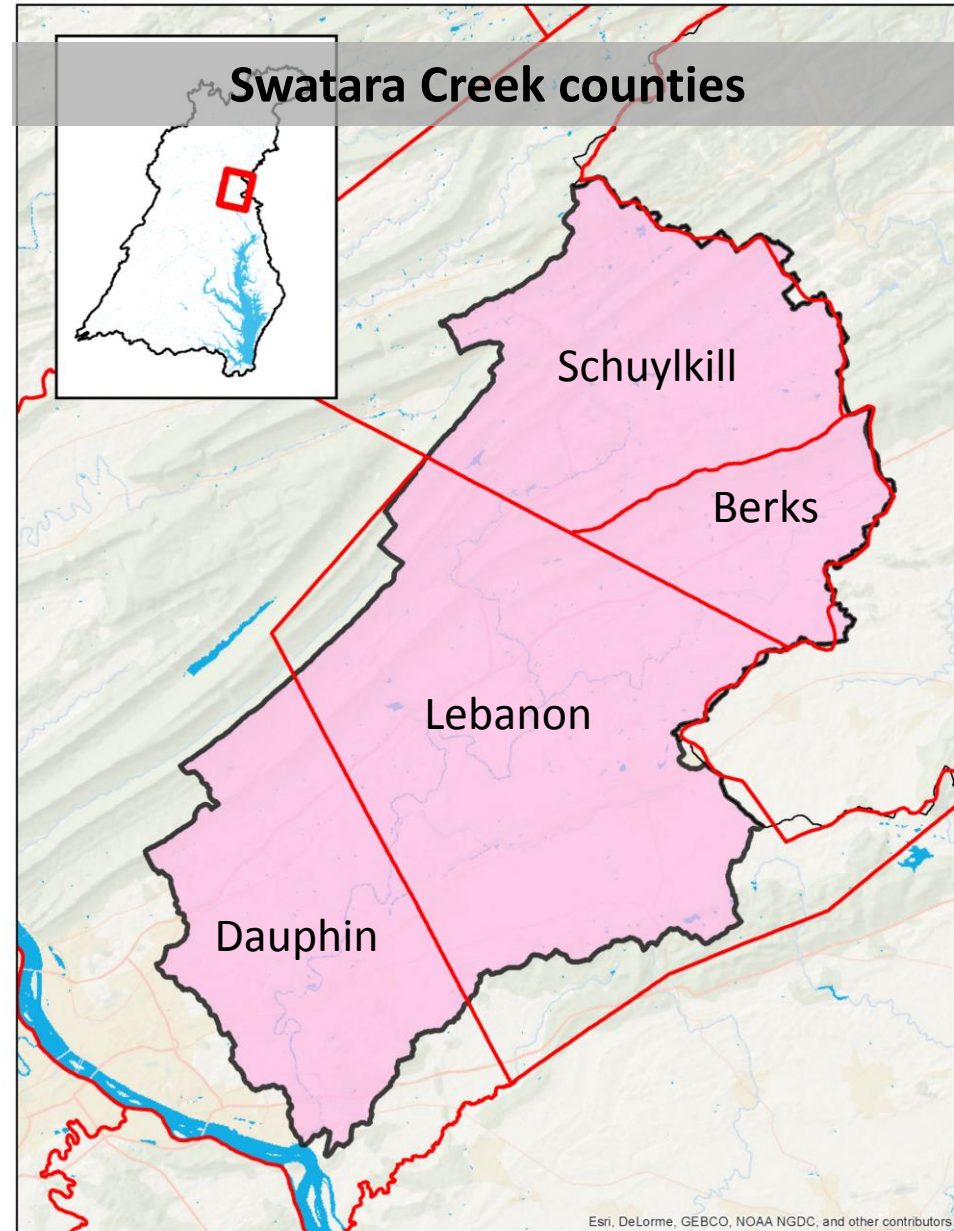 Swatara Creek counties
Schuylkill
Berks
Lebanon
Dauphin
Esri, DeLorme, GEBCO, NOAA NGDC, and other contributors